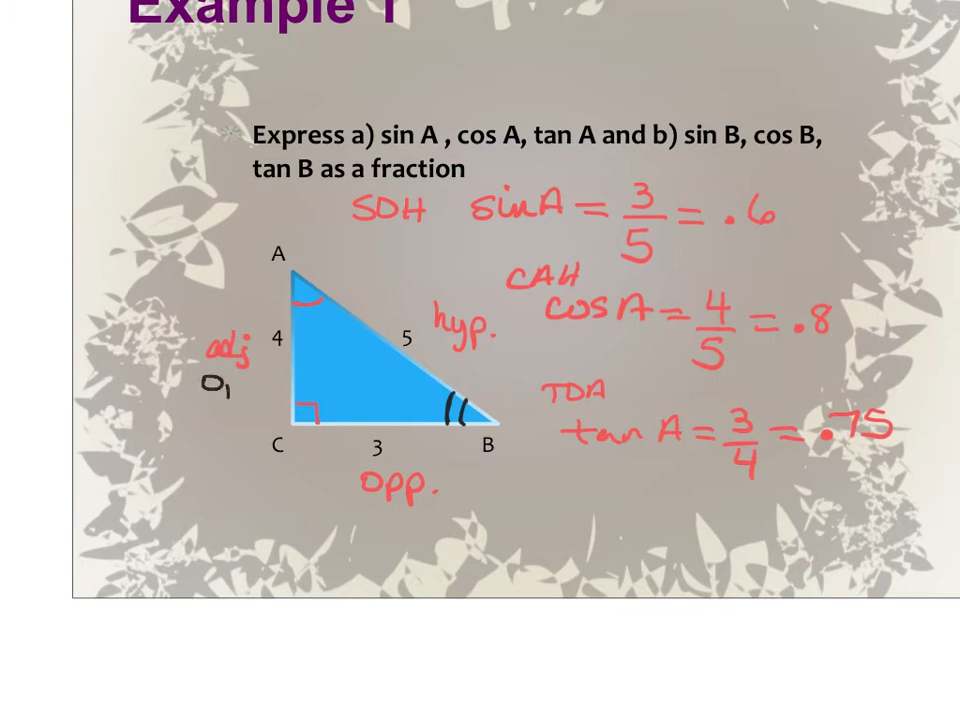 Example 1
Express a) sin A , cos A, tan A and b) sin B, cos B,
tan B as a fraction
SOH sin A = 3/5 = .6
A
CAH
cos A = 4/5 = .8
hyp.
4
5
adj
O
TOA
tan A = 3/4 = .75
C
3
B
opp.